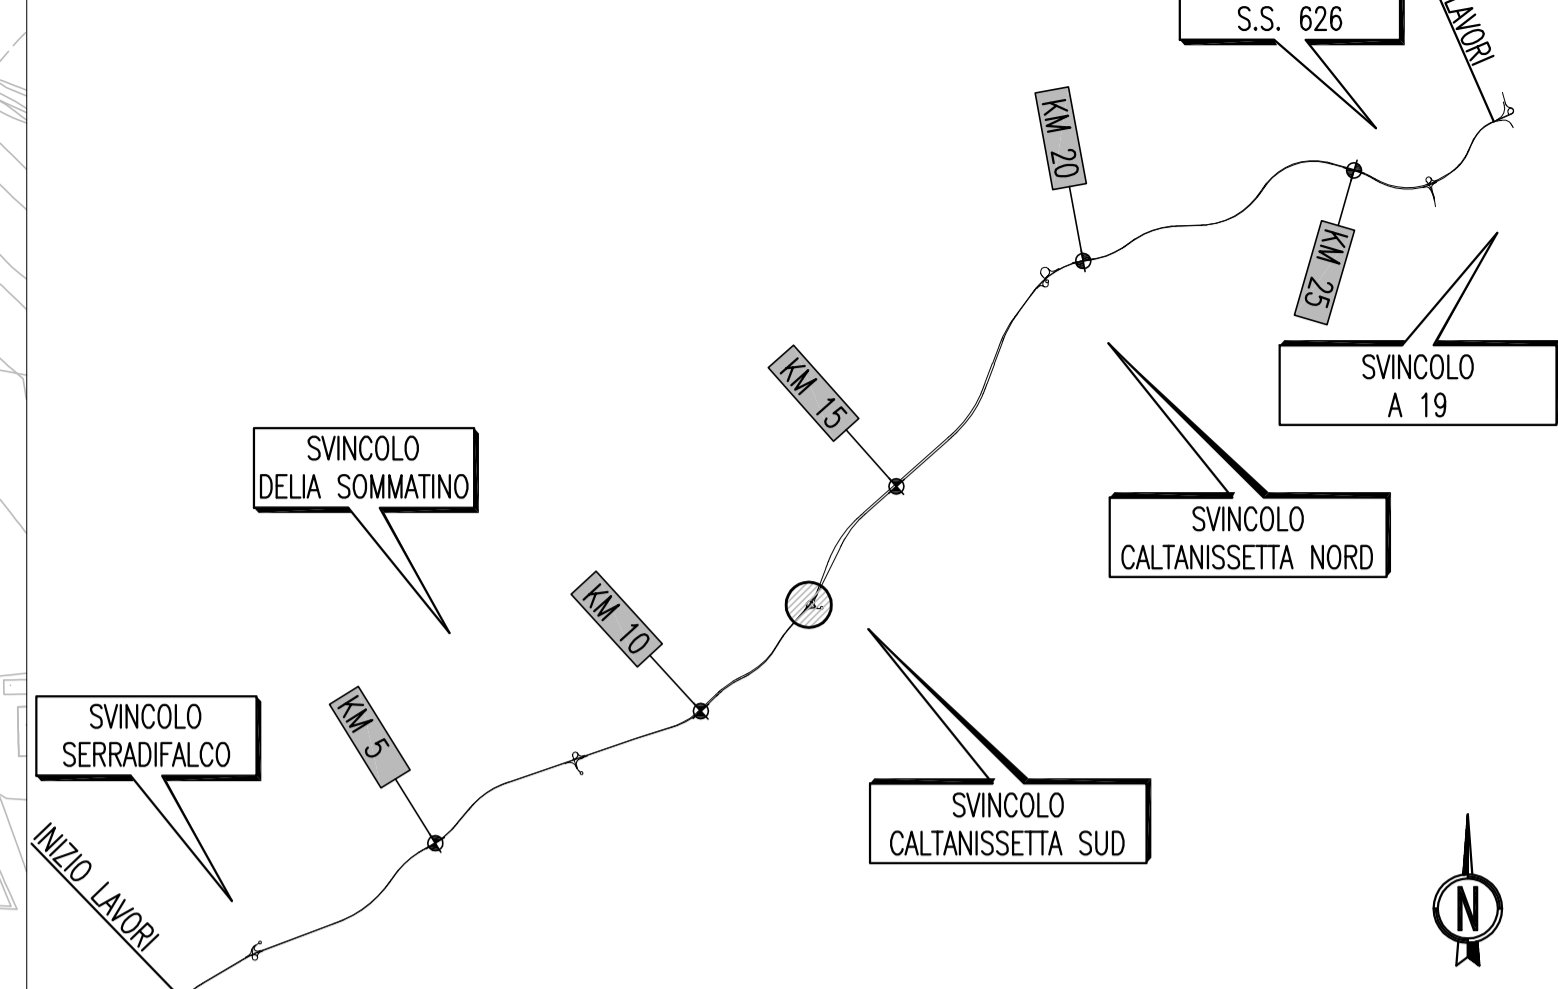 S.S. 626
LAVORI
KM 20
KM 25
SVINCOLO
A 19
KM 15
SVINCOLO
DELIA SOMMATINO
SVINCOLO
CALTANISSETTA NORD
KM 10
KM 5
SVINCOLO
SERRADIFALCO
SVINCOLO
CALTANISSETTA SUD
INIZIO LAVORI
N